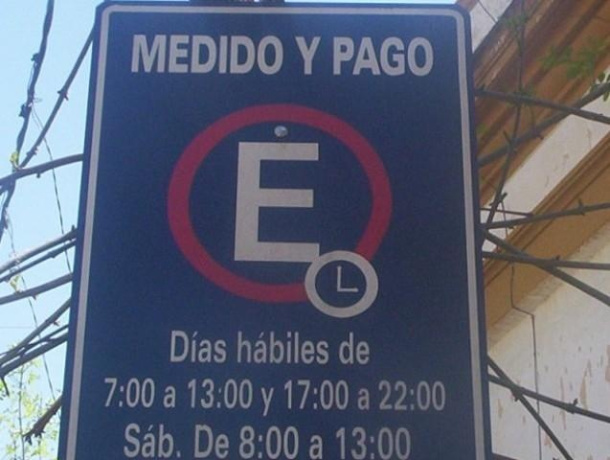 MEDIDO Y PAGO
E
Días hábiles de
7:00 a 13:00 y 17:00 a 22:00
Sáb. De 8:00 a 13:00